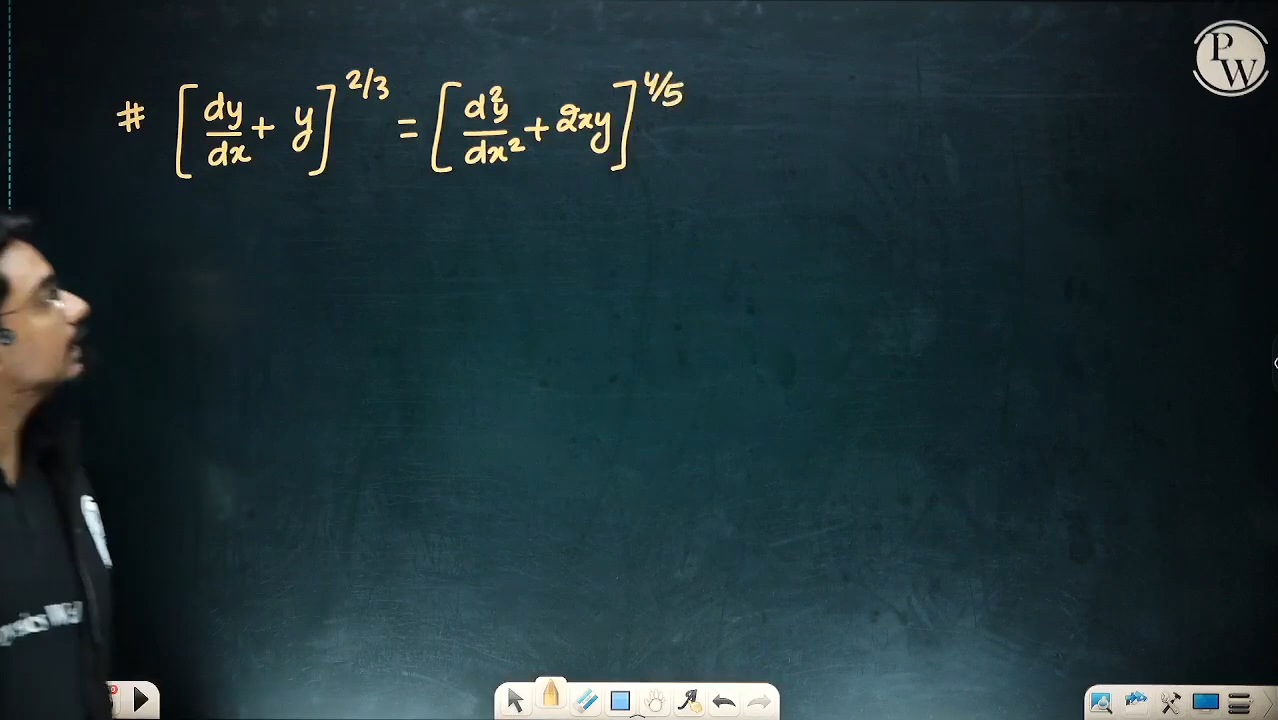 PW
# [dy/dx + y]^2/3 = [d²y/dx² + 2xy]^4/5